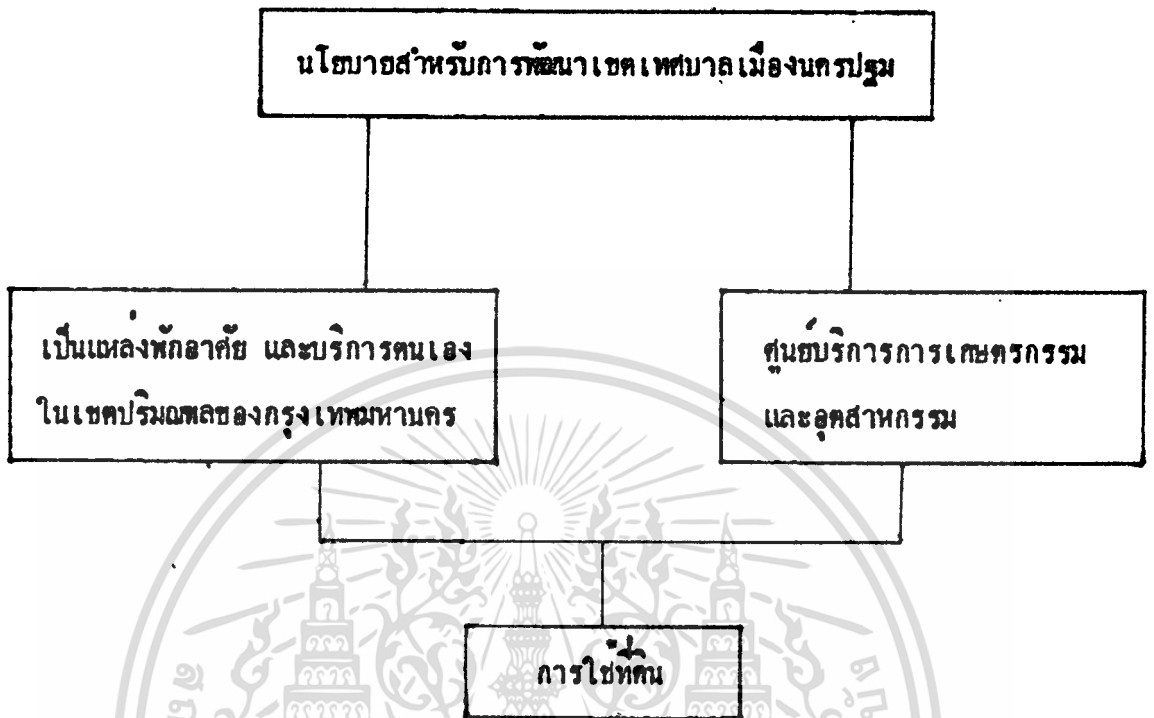 นโยบายสำหรับการพัฒนาเขตเทศบาลเมืองนครปฐม
เป็นแหล่งพักอาศัย และบริการตนเอง
ในเขตปริมณฑลของกรุงเทพมหานคร
ศูนย์บริการการเกษตรกรรม
และอุตสาหกรรม
การใช้ที่ดิน